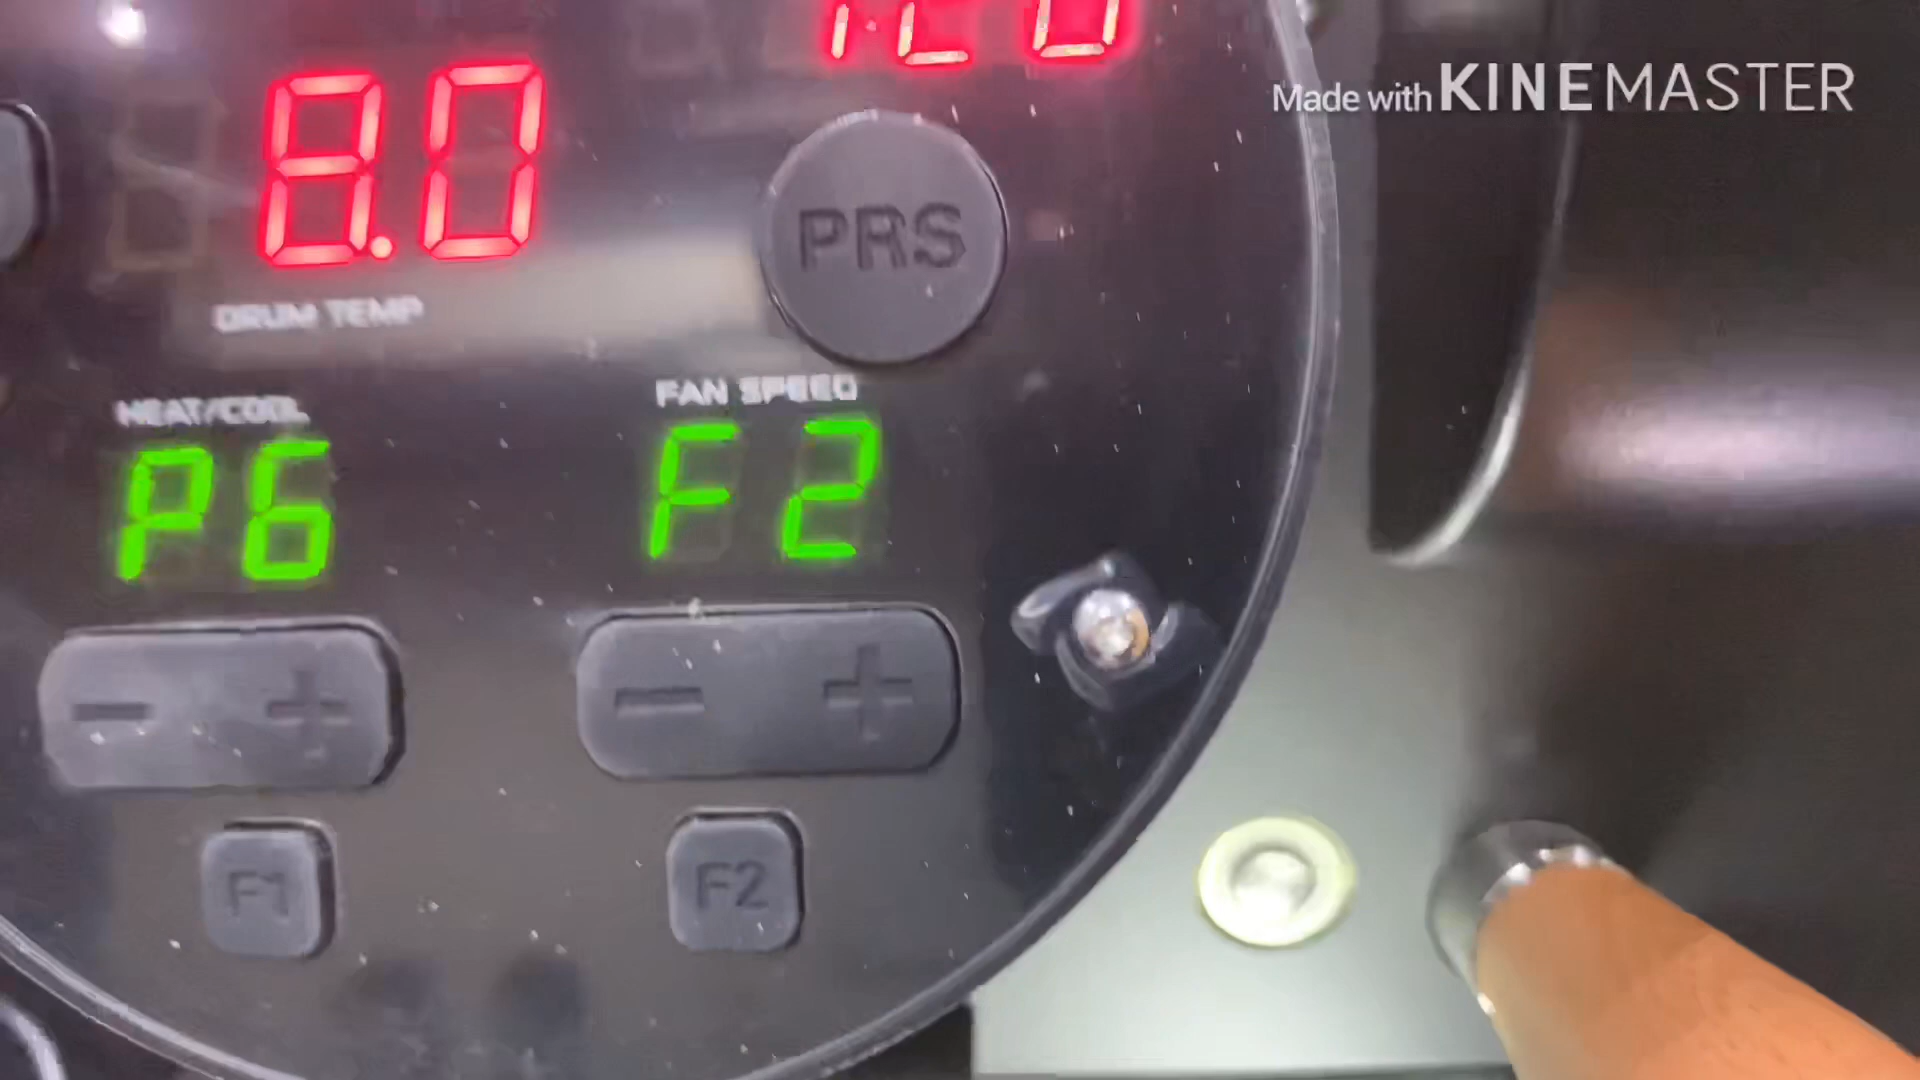 Made with KINEMASTER
8.0
PRS
DRUM TEMP
HEAT/COOL
FAN SPEED
P6
F2
- +
- +
F1
F2